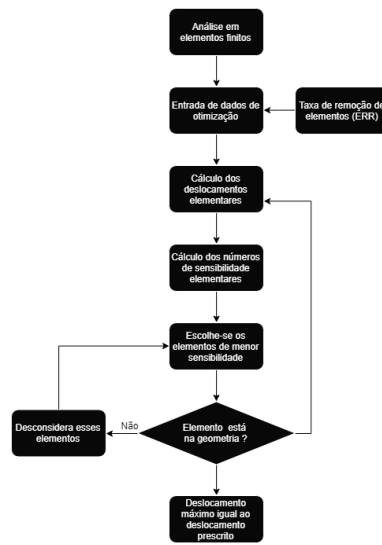 Análise em
elementos finitos
Entrada de dados de
otimização
Taxa de remoção de
elementos (ERR)
Cálculo dos
deslocamentos
elementares
Cálculo dos números
de sensibilidade
elementares
Escolhe-se os
elementos de menor
sensibilidade
Elemento está
na geometria ?
Não
Desconsidera esses
elementos
Deslocamento
máximo igual ao
deslocamento
prescrito